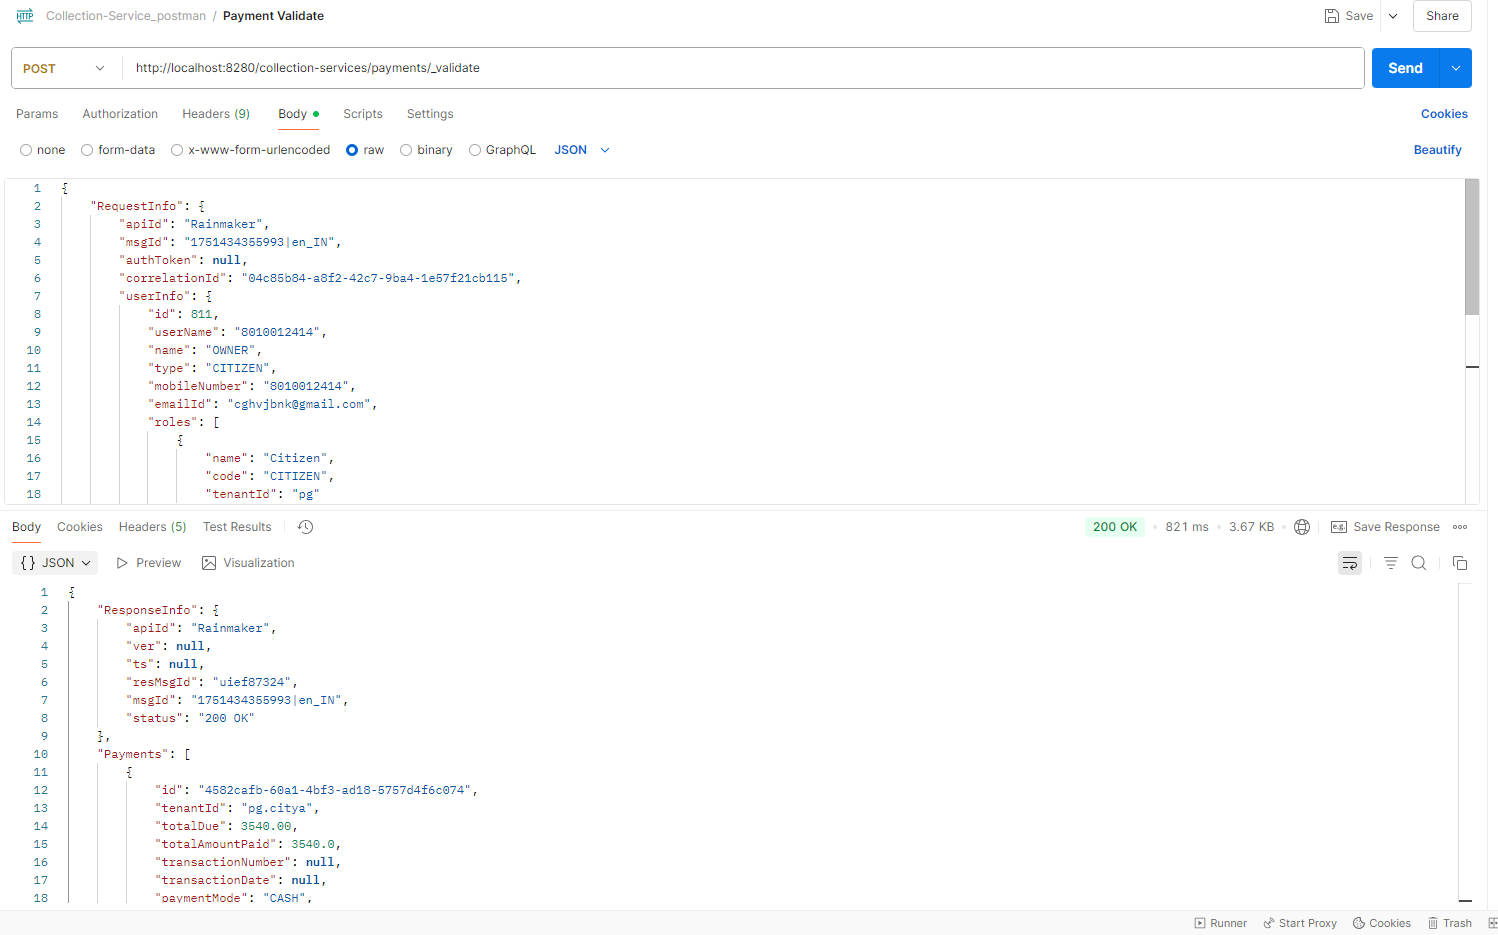 HTTP Collection-Service_postman / Payment Validate Save Share
POST http://localhost:8280/collection-services/payments/_validate Send
Params Authorization Headers (9) Body Scripts Settings Cookies
none form-data x-www-form-urlencoded raw binary GraphQL JSON Beautify
1 {
2 "RequestInfo": {
3 "apiId": "Rainmaker",
4 "msgId": "1751434355993|en_IN",
5 "authToken": null,
6 "correlationId": "04c85b84-a8f2-42c7-9ba4-1e57f21cb115",
7 "userInfo": {
8 "id": 811,
9 "userName": "8010012414",
10 "name": "OWNER",
11 "type": "CITIZEN",
12 "mobileNumber": "8010012414",
13 "emailId": "cghvjbnk@gmail.com",
14 "roles": [
15 {
16 "name": "Citizen",
17 "code": "CITIZEN",
18 "tenantId": "pg"
Body Cookies Headers (5) Test Results 200 OK 821 ms 3.67 KB e.g. Save Response
{} JSON Preview Visualization
1 {
2 "ResponseInfo": {
3 "apiId": "Rainmaker",
4 "ver": null,
5 "ts": null,
6 "resMsgId": "uief87324",
7 "msgId": "1751434355993|en_IN",
8 "status": "200 OK"
9 },
10 "Payments": [
11 {
12 "id": "4582cafb-60a1-4bf3-ad18-5757d4f6c074",
13 "tenantId": "pg.citya",
14 "totalDue": 3540.00,
15 "totalAmountPaid": 3540.0,
16 "transactionNumber": null,
17 "transactionDate": null,
18 "paymentMode": "CASH",
Runner Start Proxy Cookies Trash